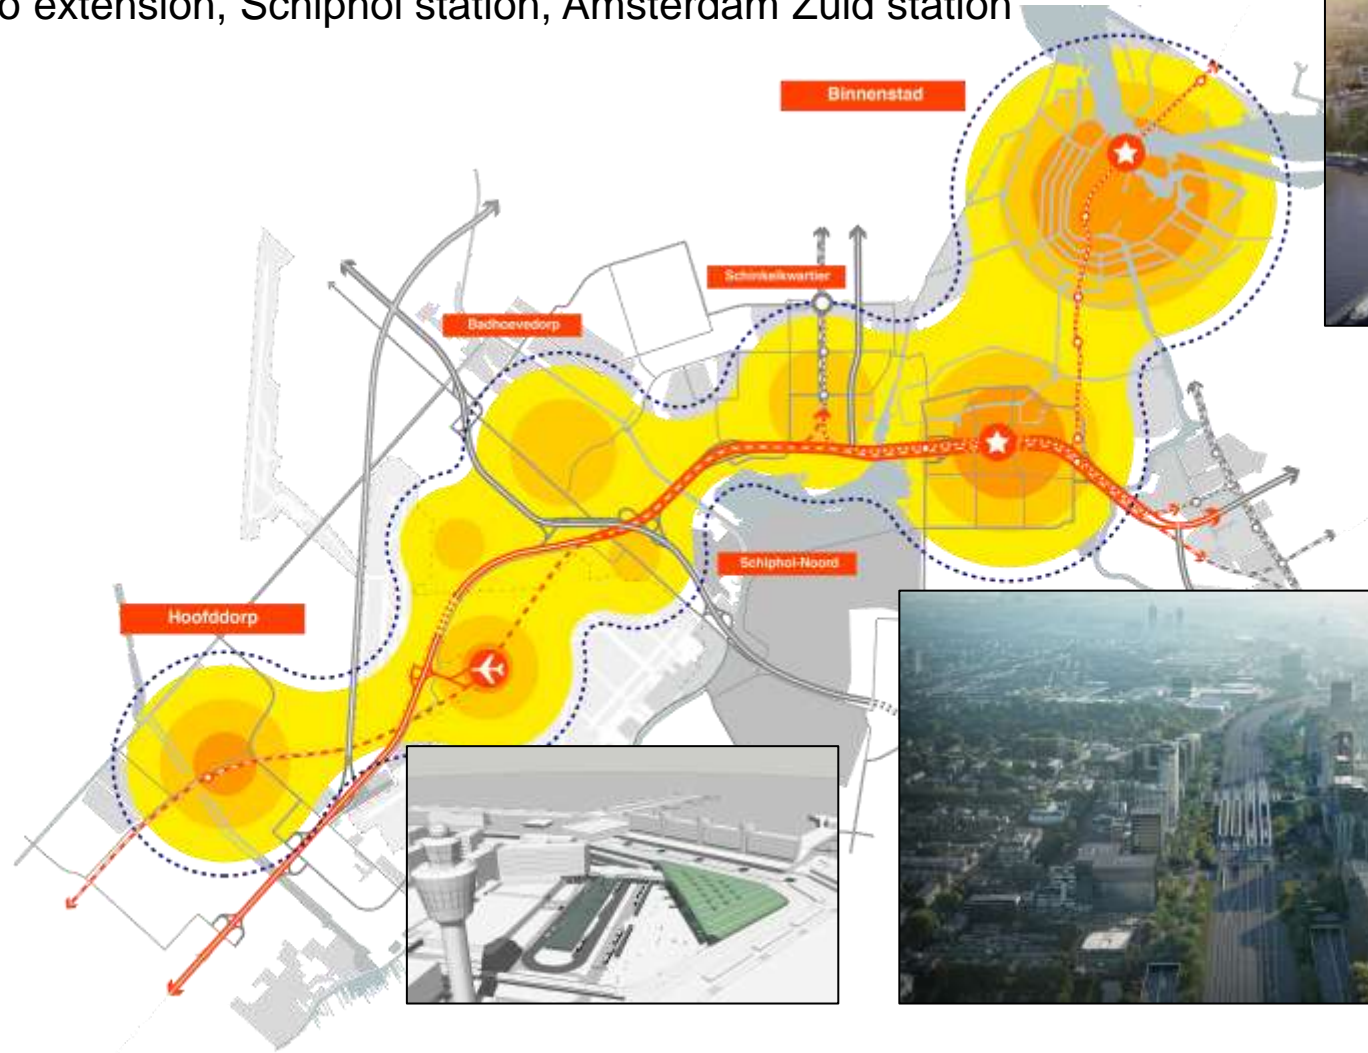 o extension, Schiphol station, Amsterdam Zuid station
Binnenstad
Schinkelkwartier
Badhoevedorp
Schiphol-Noord
Hoofddorp